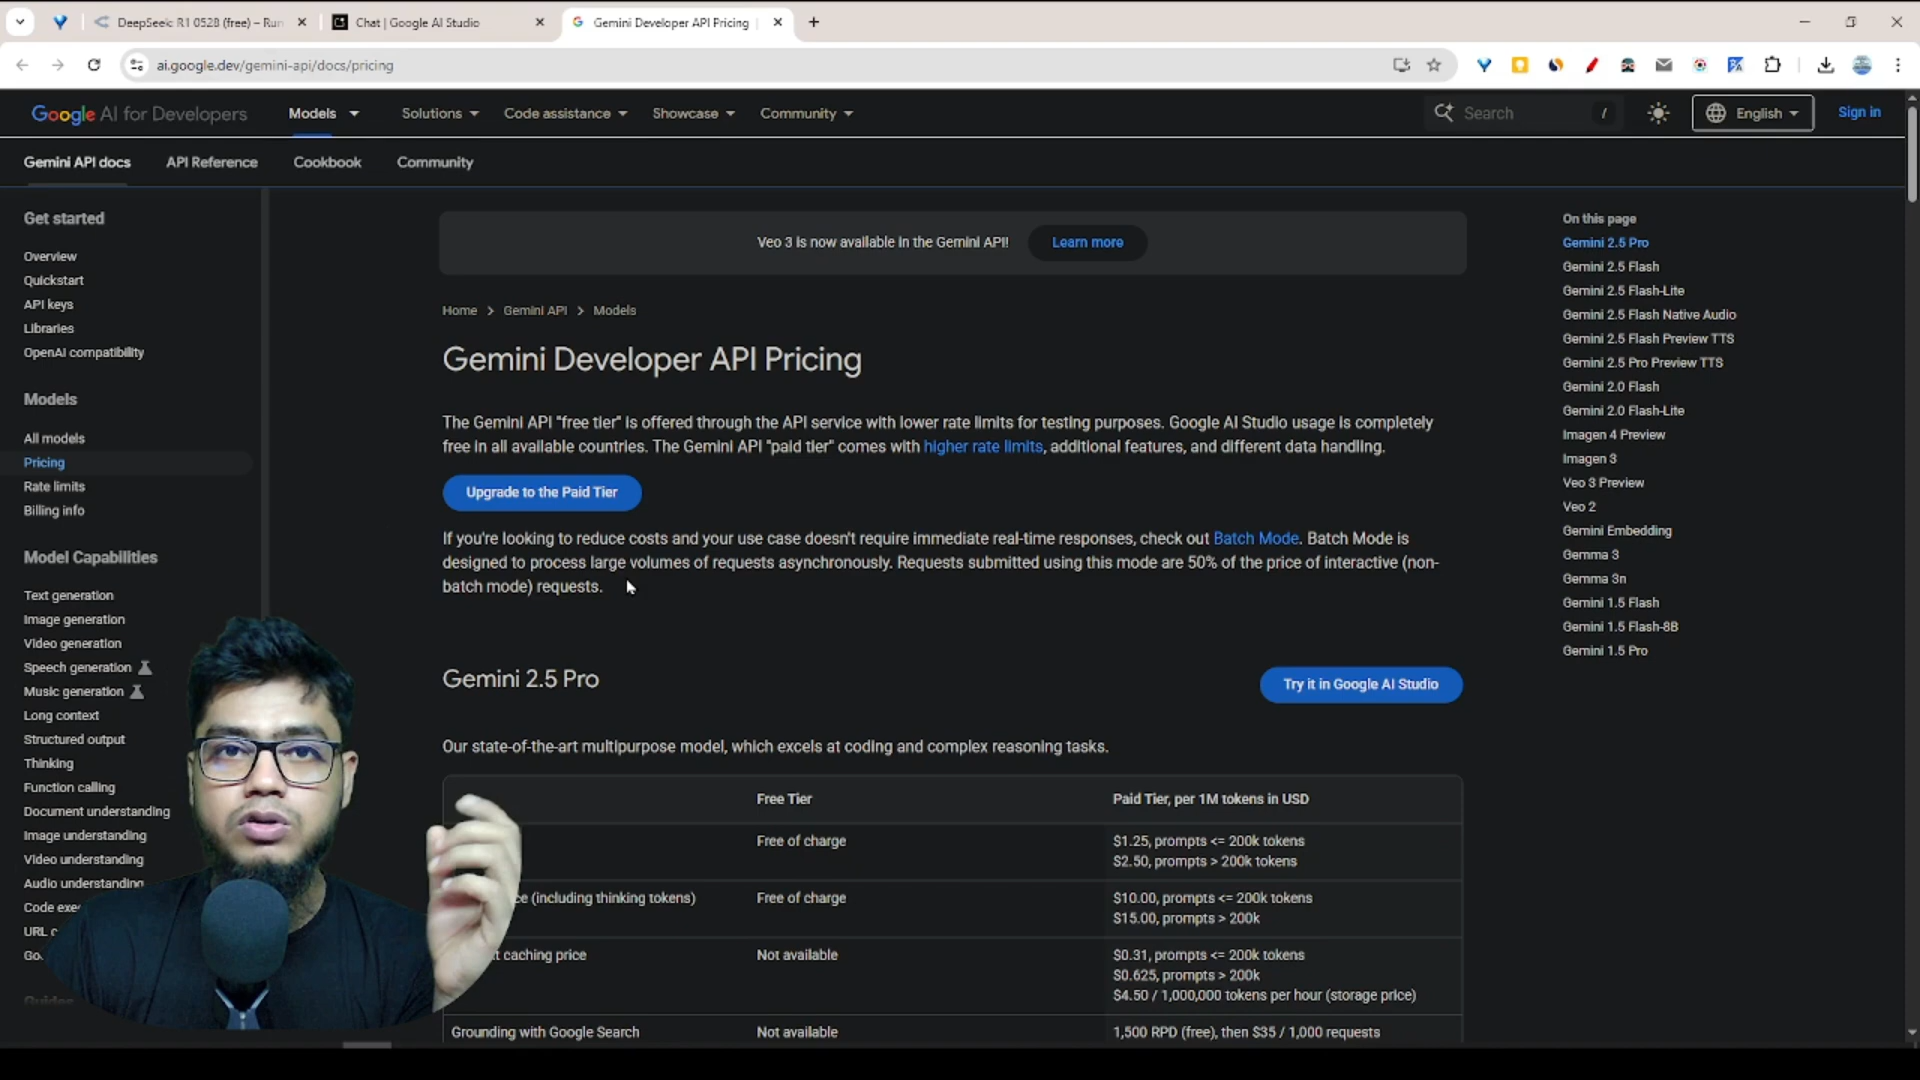 DeepSeek R1 0528 (free) – Run
Chat | Google AI Studio
Gemini Developer API Pricing
ai.google.dev/gemini-api/docs/pricing
Google AI for Developers
Models
Solutions
Code assistance
Showcase
Community
Search
/
English
Sign in
Gemini API docs
API Reference
Cookbook
Community
Get started
Overview
Quickstart
API keys
Libraries
OpenAI compatibility
Models
All models
Pricing
Rate limits
Billing info
Model Capabilities
Text generation
Image generation
Video generation
Speech generation
Music generation
Long context
Structured output
Thinking
Function calling
Document understanding
Image understanding
Video understanding
Audio understanding
Code exe
URL c
Go
Guides
Veo 3 is now available in the Gemini API!
Learn more
Home > Gemini API > Models
Gemini Developer API Pricing
The Gemini API "free tier" is offered through the API service with lower rate limits for testing purposes. Google AI Studio usage is completely
free in all available countries. The Gemini API "paid tier" comes with higher rate limits, additional features, and different data handling.
Upgrade to the Paid Tier
If you're looking to reduce costs and your use case doesn't require immediate real-time responses, check out Batch Mode. Batch Mode is
designed to process large volumes of requests asynchronously. Requests submitted using this mode are 50% of the price of interactive (non-
batch mode) requests.
Gemini 2.5 Pro
Try it in Google AI Studio
Our state-of-the-art multipurpose model, which excels at coding and complex reasoning tasks.
Free Tier
Paid Tier, per 1M tokens in USD
Free of charge
$1.25, prompts <= 200k tokens
$2.50, prompts > 200k tokens
ce (including thinking tokens)
Free of charge
$10.00, prompts <= 200k tokens
$15.00, prompts > 200k
t caching price
Not available
$0.31, prompts <= 200k tokens
$0.625, prompts > 200k
$4.50 / 1,000,000 tokens per hour (storage price)
Grounding with Google Search
Not available
1,500 RPD (free), then $35 / 1,000 requests
On this page
Gemini 2.5 Pro
Gemini 2.5 Flash
Gemini 2.5 Flash-Lite
Gemini 2.5 Flash Native Audio
Gemini 2.5 Flash Preview TTS
Gemini 2.5 Pro Preview TTS
Gemini 2.0 Flash
Gemini 2.0 Flash-Lite
Imagen 4 Preview
Imagen 3
Veo 3 Preview
Veo 2
Gemini Embedding
Gemma 3
Gemma 3n
Gemini 1.5 Flash
Gemini 1.5 Flash-8B
Gemini 1.5 Pro